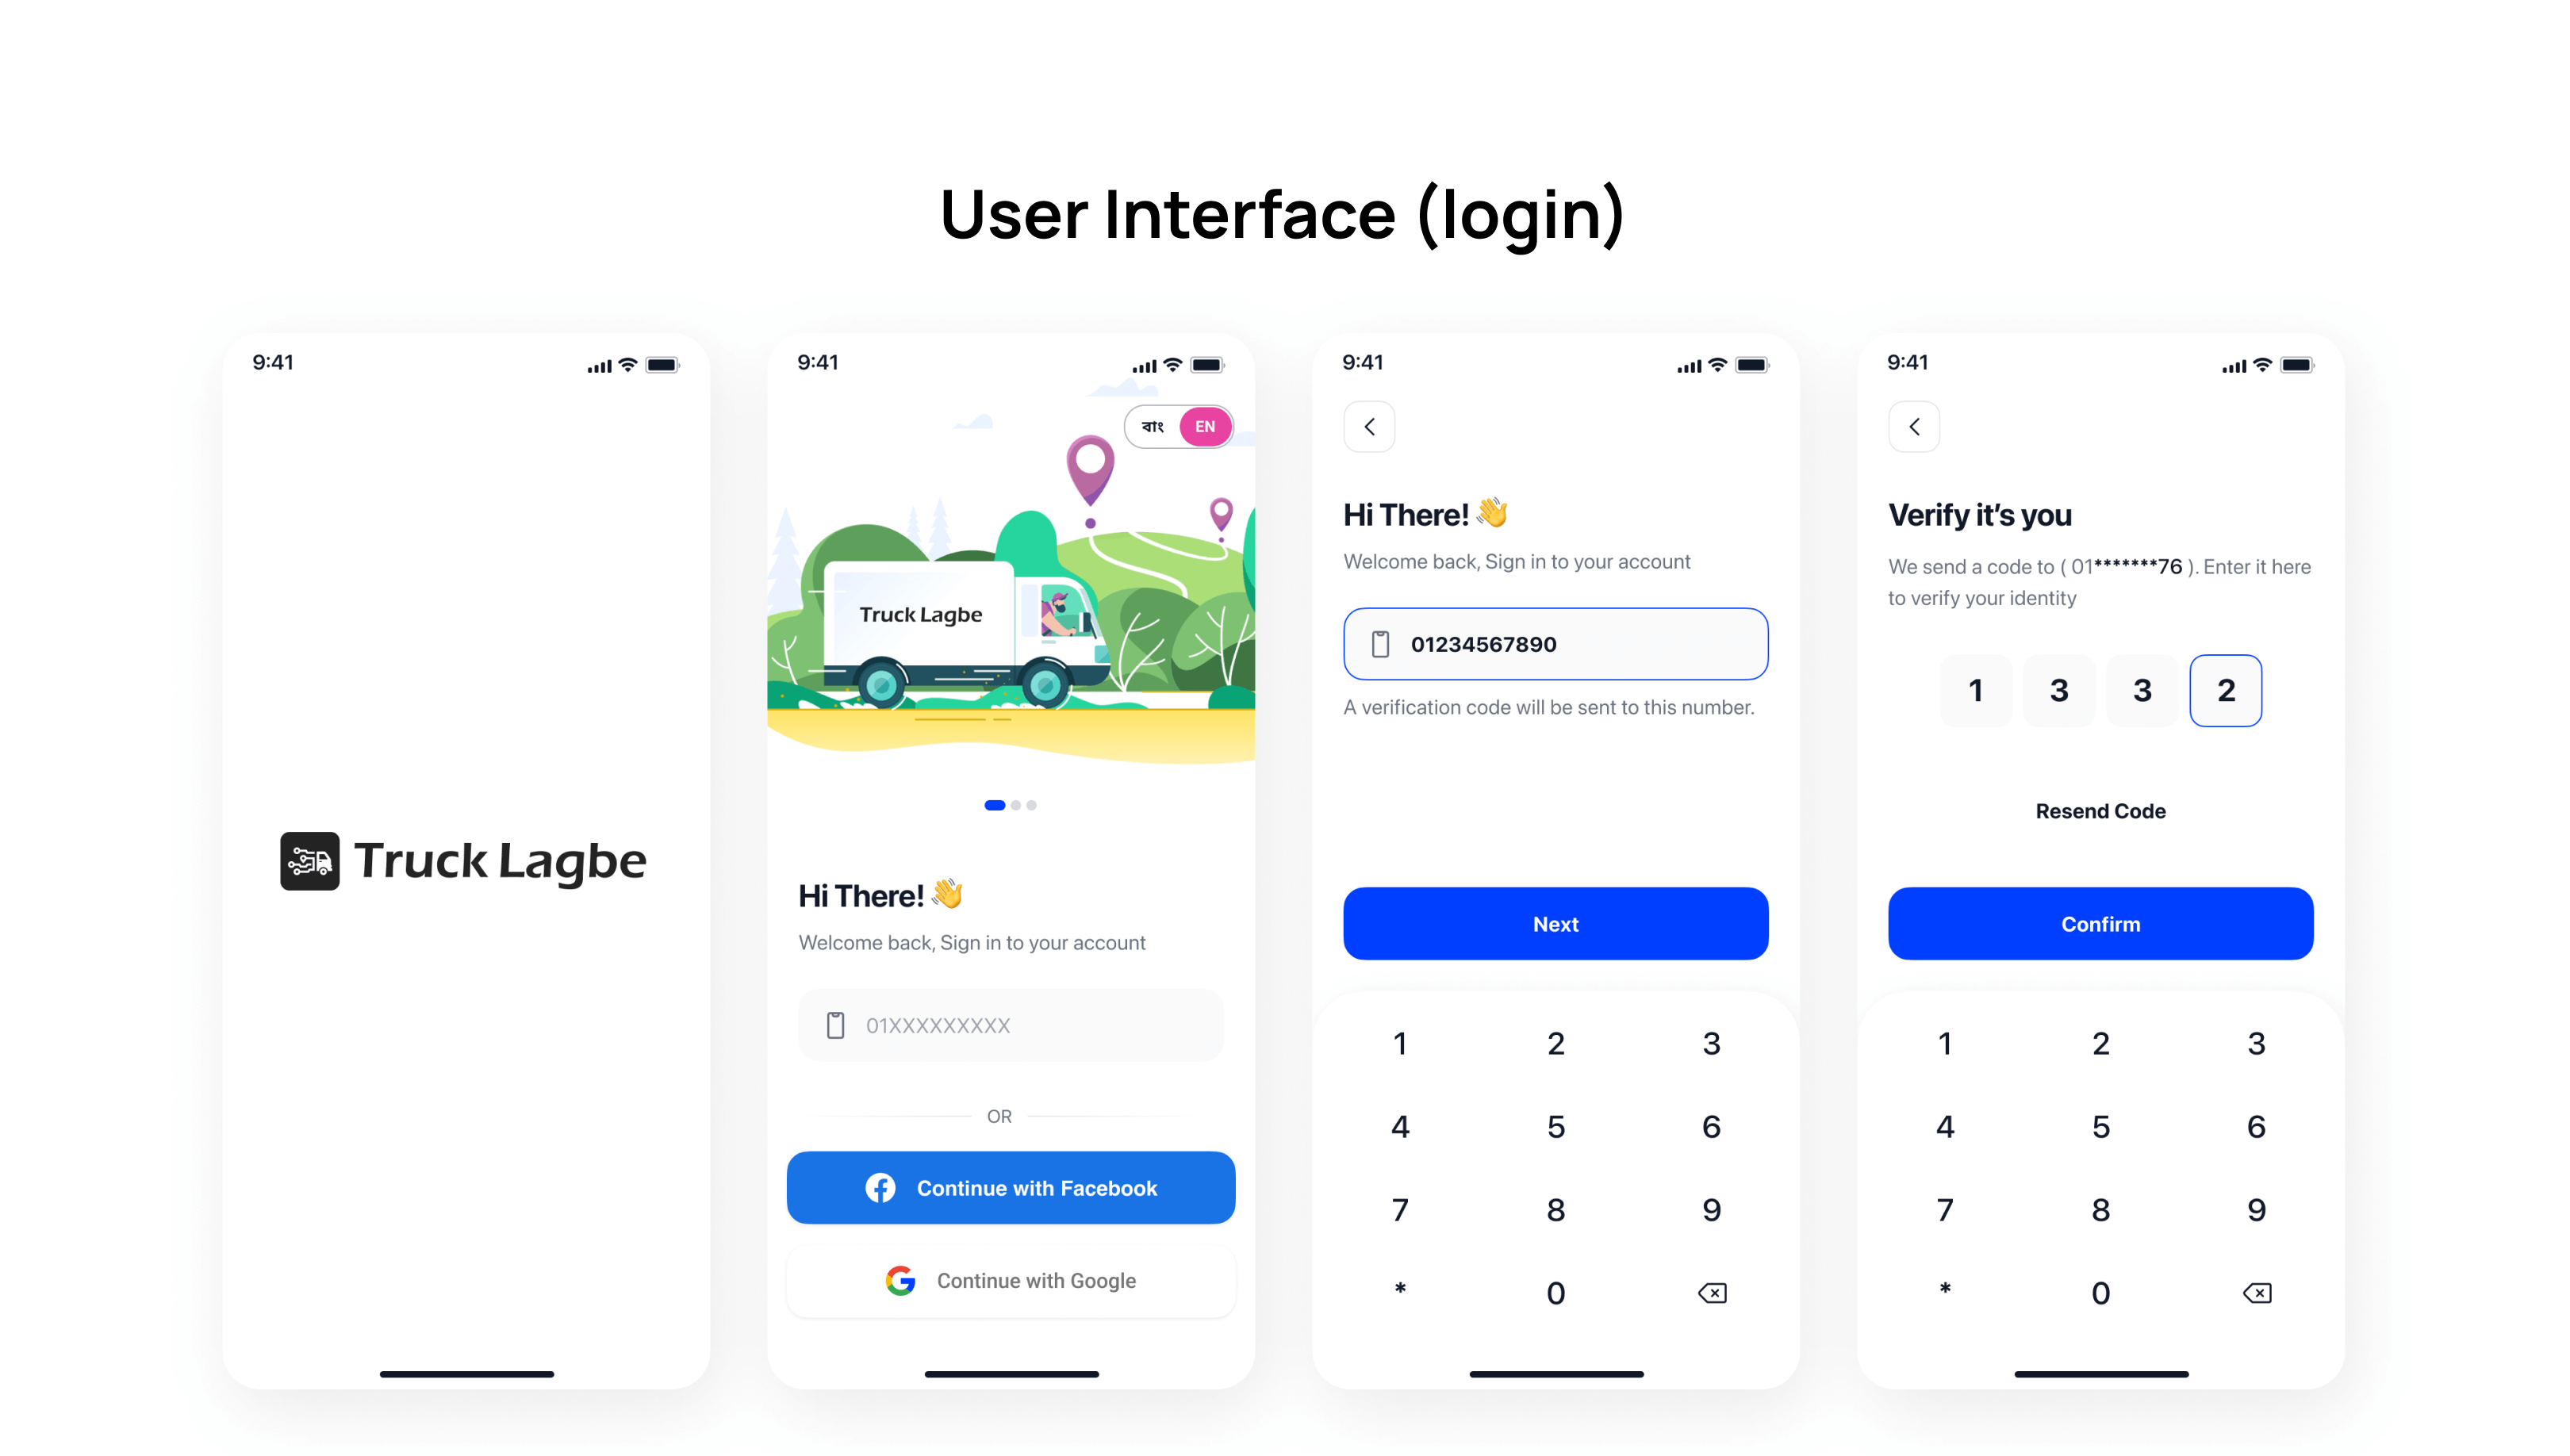 User Interface (login)
9:41
Truck Lagbe
9:41
বাং EN
Truck Lagbe
Hi There! 👋
Welcome back, Sign in to your account
01XXXXXXXXX
OR
Continue with Facebook
Continue with Google
9:41
Hi There! 👋
Welcome back, Sign in to your account
01234567890
A verification code will be sent to this number.
Next
1 2 3
4 5 6
7 8 9
* 0
9:41
Verify it’s you
We send a code to ( 01*******76 ). Enter it here
to verify your identity
1 3 3 2
Resend Code
Confirm
1 2 3
4 5 6
7 8 9
* 0